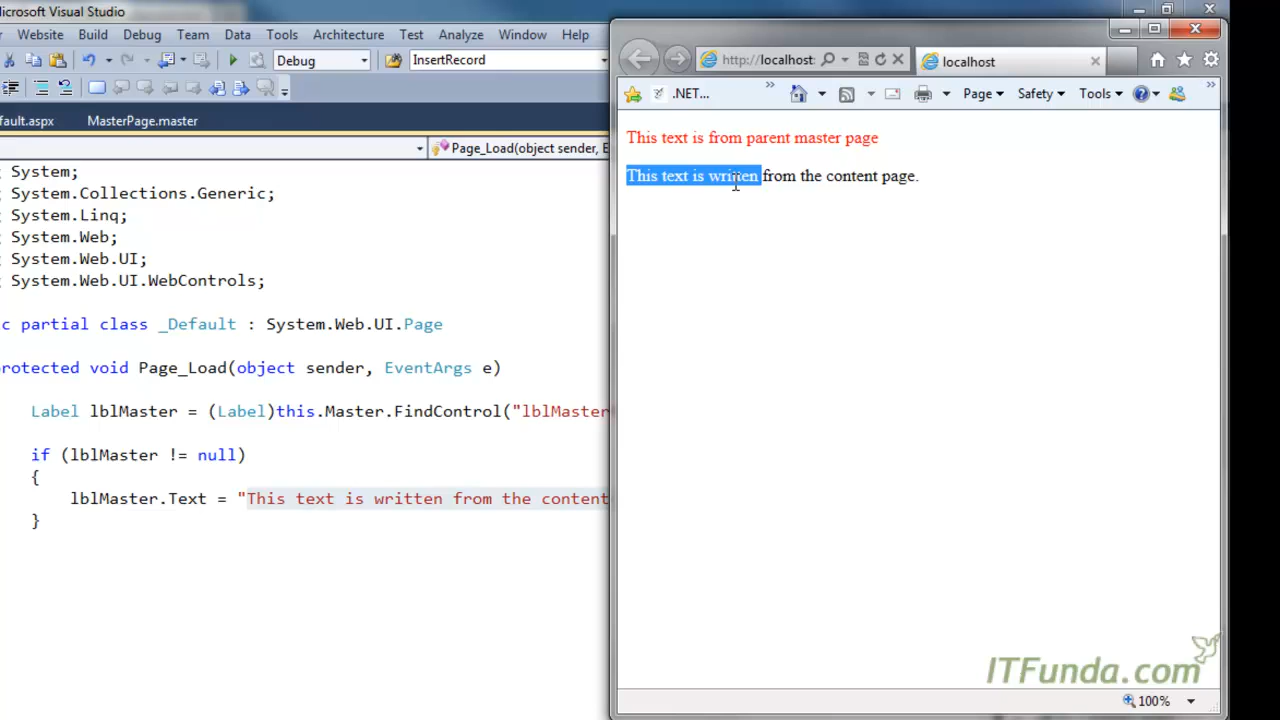 Microsoft Visual Studio
Website Build Debug Team Data Tools Architecture Test Analyze Window Help
Debug InsertRecord
fault.aspx MasterPage.master
Page_Load(object sender, E
System;
System.Collections.Generic;
System.Linq;
System.Web;
System.Web.UI;
System.Web.UI.WebControls;
c partial class _Default : System.Web.UI.Page
rotected void Page_Load(object sender, EventArgs e)
Label lblMaster = (Label)this.Master.FindControl("lblMaster
if (lblMaster != null)
{
lblMaster.Text = "This text is written from the content
}
http://localhost: localhost
.NET... Page Safety Tools
This text is from parent master page
This text is written from the content page.
ITFunda.com
100%